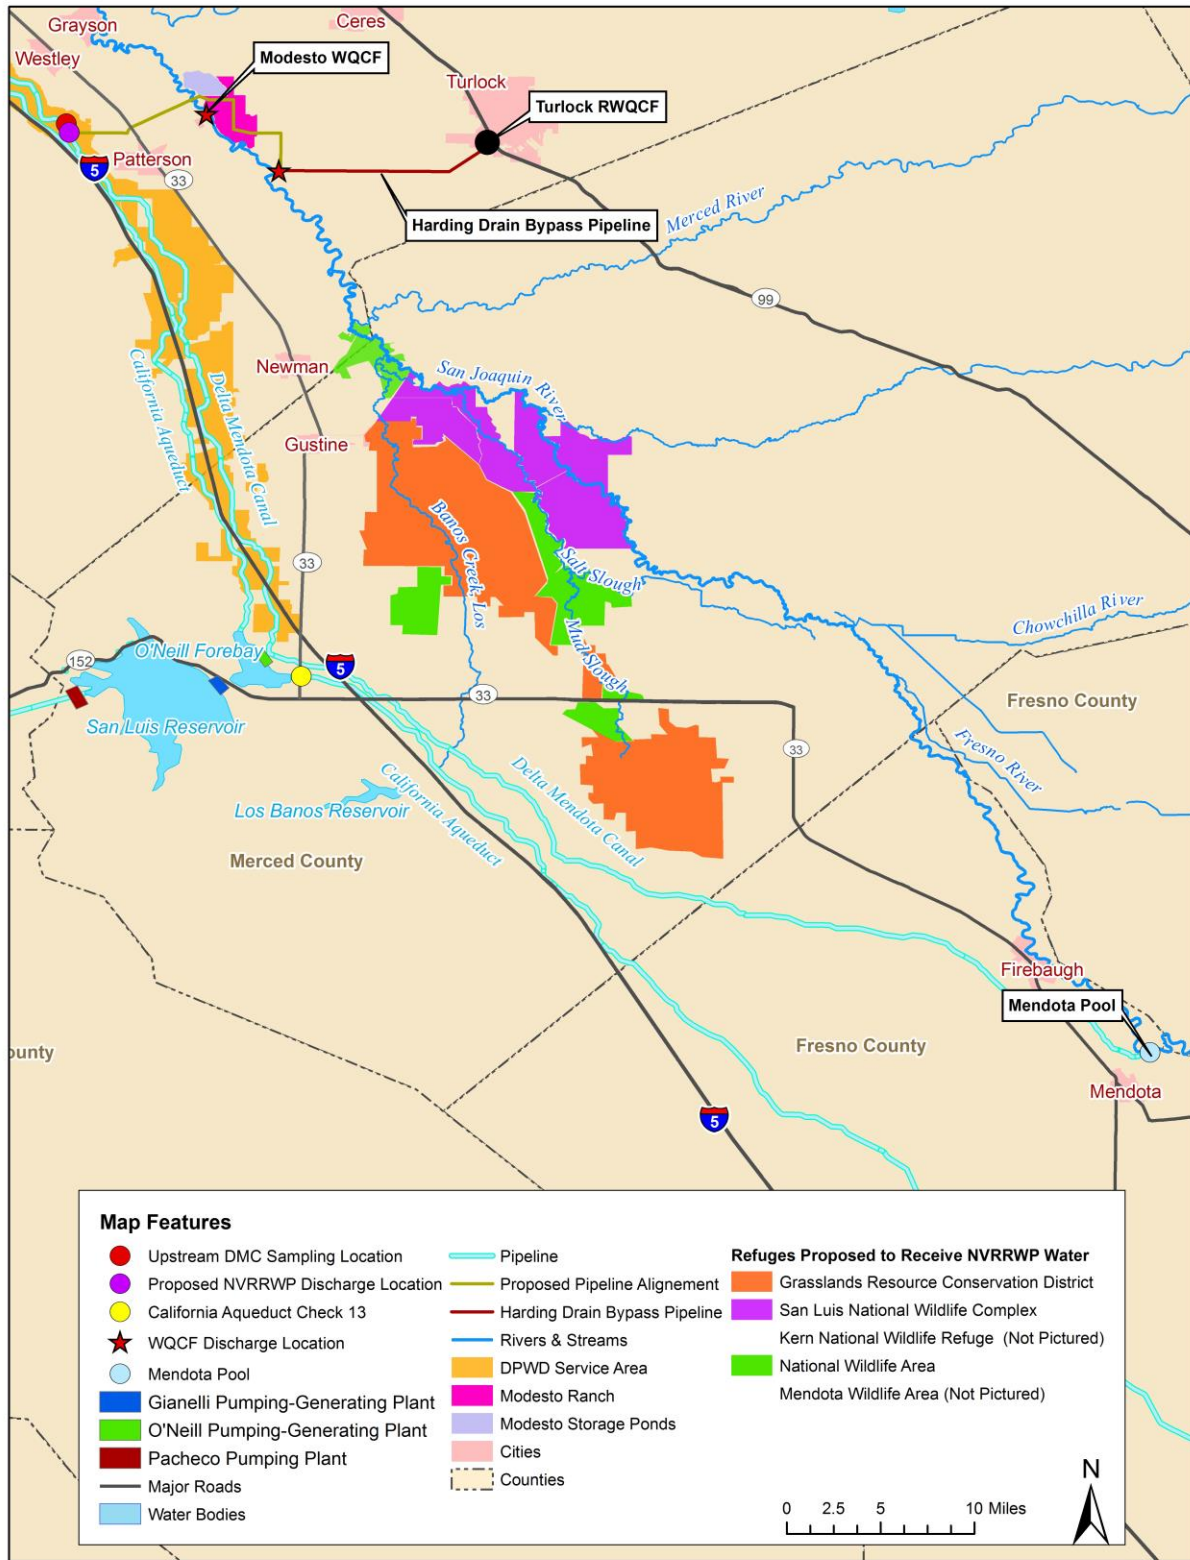 Grayson
Ceres
Westley
Modesto WQCF
Turlock
Turlock RWQCF
Patterson
5
33
Harding Drain Bypass Pipeline
Merced River
99
California Aqueduct
Delta Mendota Canal
Newman
San Joaquin River
Gustine
Banos Creek, Los
Salt Slough
33
Mud Slough
Chowchilla River
152
O'Neill Forebay
5
33
Fresno County
San Luis Reservoir
33
Fresno River
Los Banos Reservoir
California Aqueduct
Delta Mendota Canal
Merced County
Firebaugh
Mendota Pool
ounty
Fresno County
Mendota
5
Map Features
Upstream DMC Sampling Location
Proposed NVRRWP Discharge Location
California Aqueduct Check 13
WQCF Discharge Location
Mendota Pool
Gianelli Pumping-Generating Plant
O'Neill Pumping-Generating Plant
Pacheco Pumping Plant
Major Roads
Water Bodies
Pipeline
Proposed Pipeline Alignement
Harding Drain Bypass Pipeline
Rivers & Streams
DPWD Service Area
Modesto Ranch
Modesto Storage Ponds
Cities
Counties
Refuges Proposed to Receive NVRRWP Water
Grasslands Resource Conservation District
San Luis National Wildlife Complex
Kern National Wildlife Refuge (Not Pictured)
National Wildlife Area
Mendota Wildlife Area (Not Pictured)
N
0 2.5 5 10 Miles